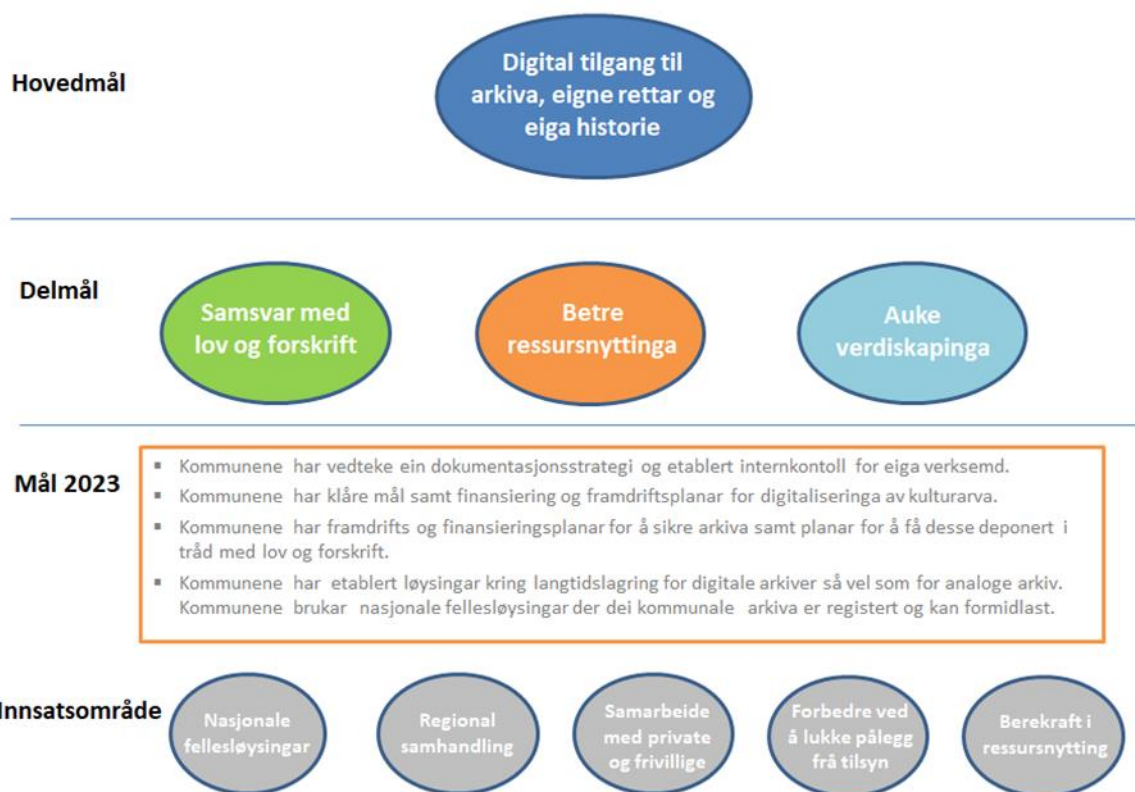 Hovedmål
Digital tilgang til
arkiva, eigne rettar og
eiga historie
Delmål
Samsvar med
lov og forskrift
Betre
ressursnyttinga
Auke
verdiskapinga
Mål 2023
▪ Kommunene har vedteke ein dokumentasjonsstrategi og etablert internkontoll for eiga verksemd.
▪ Kommunene har klåre mål samt finansiering og framdriftsplanar for digitaliseringa av kulturarva.
▪ Kommunene har framdrifts og finansieringsplanar for å sikre arkiva samt planar for å få desse deponert i
tråd med lov og forskrift.
▪ Kommunene har etablert løysingar kring langtidslagring for digitale arkiver så vel som for analoge arkiv.
Kommunene brukar nasjonale fellesløysingar der dei kommunale arkiva er registert og kan formidlast.
Innsatsområde
Nasjonale
fellesløysingar
Regional
samhandling
Samarbeide
med private
og frivillige
Forbedre ved
å lukke pålegg
frå tilsyn
Berekraft i
ressursnytting